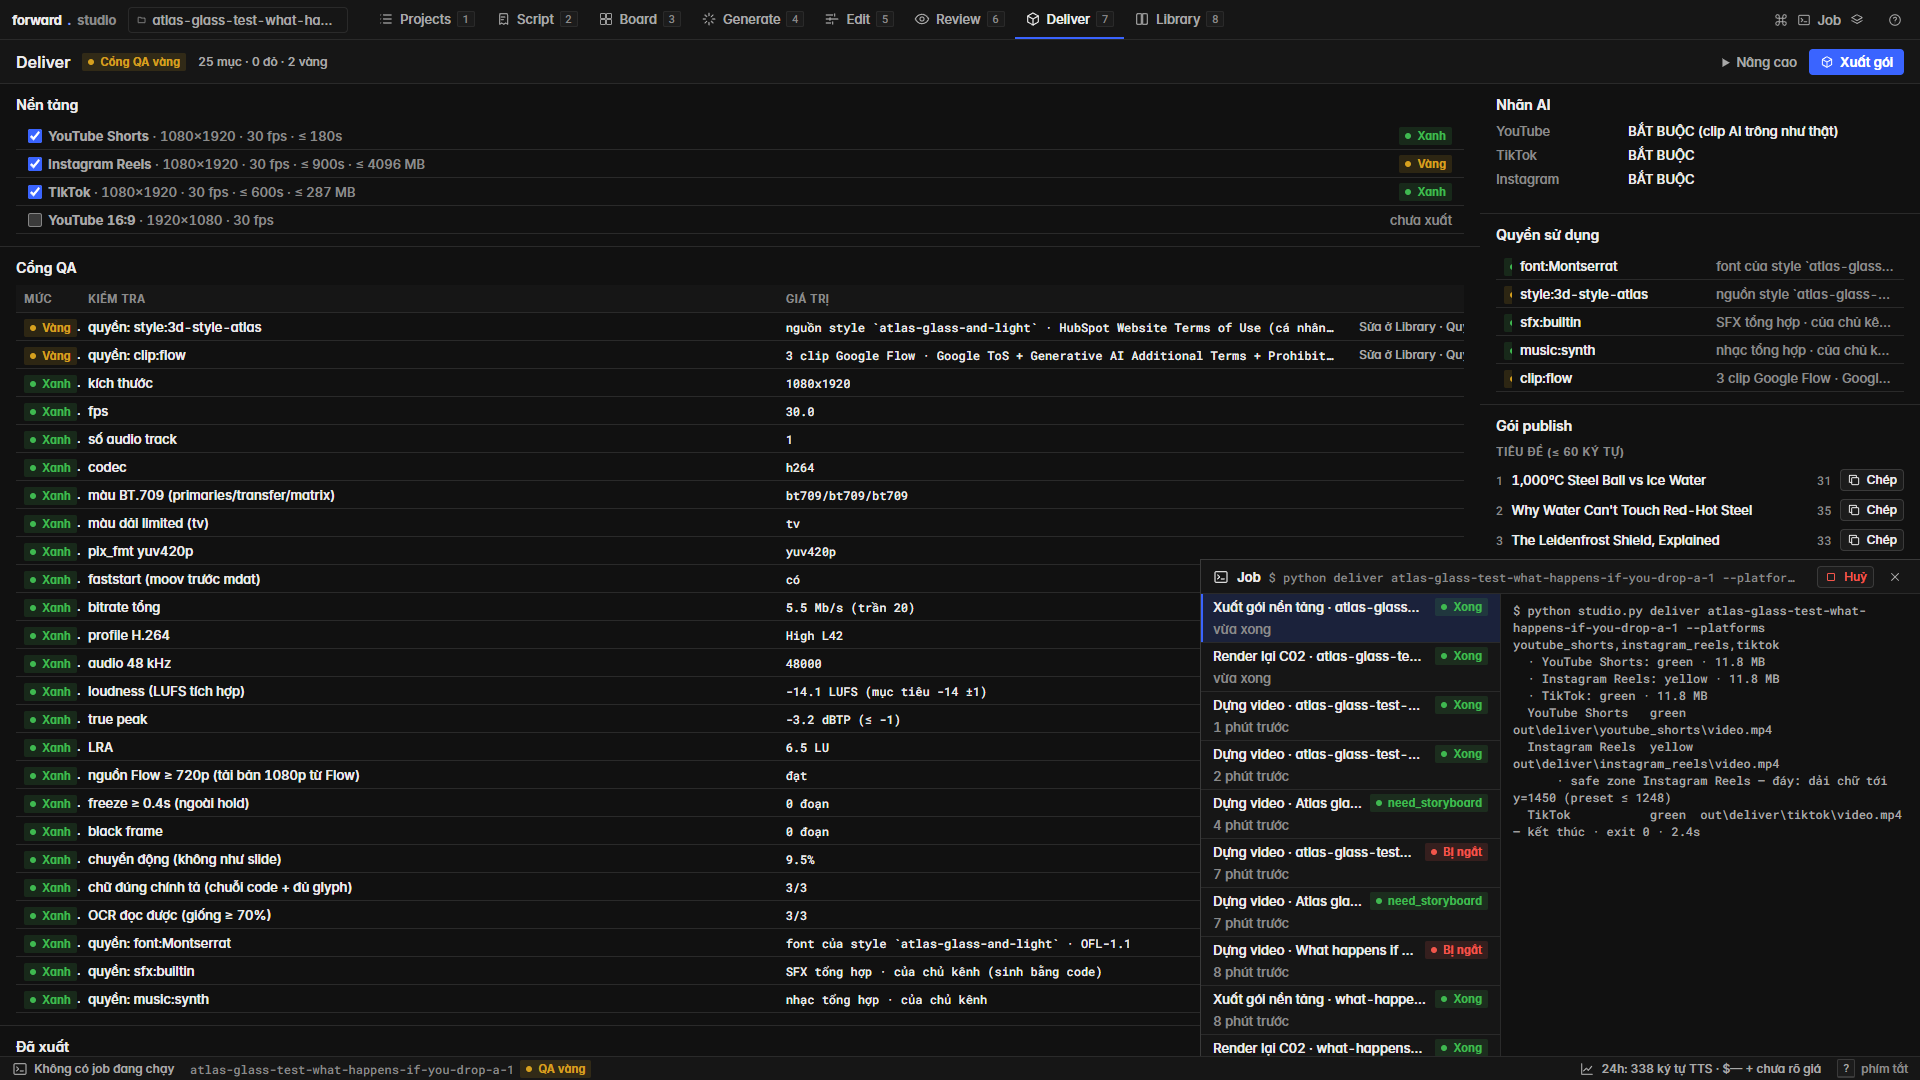 forward . studio atlas-glass-test-what-ha... Projects 1 Script 2 Board 3 Generate 4 Edit 5 Review 6 Deliver 7 Library 8 Job
Deliver Cổng QA vàng 25 mục · 0 đỏ · 2 vàng Nâng cao Xuất gói
Nền tảng
YouTube Shorts · 1080×1920 · 30 fps · ≤ 180s Xanh
Instagram Reels · 1080×1920 · 30 fps · ≤ 900s · ≤ 4096 MB Vàng
TikTok · 1080×1920 · 30 fps · ≤ 600s · ≤ 287 MB Xanh
YouTube 16:9 · 1920×1080 · 30 fps chưa xuất
Cổng QA
MỨC KIỂM TRA GIÁ TRỊ
Vàng quyền: style:3d-style-atlas nguồn style `atlas-glass-and-light` · HubSpot Website Terms of Use (cá nhân… Sửa ở Library · Qu
Vàng quyền: clip:flow 3 clip Google Flow · Google ToS + Generative AI Additional Terms + Prohibit… Sửa ở Library · Qu
Xanh kích thước 1080x1920
Xanh fps 30.0
Xanh số audio track 1
Xanh codec h264
Xanh màu BT.709 (primaries/transfer/matrix) bt709/bt709/bt709
Xanh màu dải limited (tv) tv
Xanh pix_fmt yuv420p yuv420p
Xanh faststart (moov trước mdat) có
Xanh bitrate tổng 5.5 Mb/s (trần 20)
Xanh profile H.264 High L42
Xanh audio 48 kHz 48000
Xanh loudness (LUFS tích hợp) -14.1 LUFS (mục tiêu -14 ±1)
Xanh true peak -3.2 dBTP (≤ -1)
Xanh LRA 6.5 LU
Xanh nguồn Flow ≥ 720p (tải bản 1080p từ Flow) đạt
Xanh freeze ≥ 0.4s (ngoài hold) 0 đoạn
Xanh black frame 0 đoạn
Xanh chuyển động (không như slide) 9.5%
Xanh chữ đúng chính tả (chuỗi code + đủ glyph) 3/3
Xanh OCR đọc được (giống ≥ 70%) 3/3
Xanh quyền: font:Montserrat font của style `atlas-glass-and-light` · OFL-1.1
Xanh quyền: sfx:builtin SFX tổng hợp · của chủ kênh (sinh bằng code)
Xanh quyền: music:synth nhạc tổng hợp · của chủ kênh
Đã xuất
Nhãn AI
YouTube BẮT BUỘC (clip AI trông như thật)
TikTok BẮT BUỘC
Instagram BẮT BUỘC
Quyền sử dụng
font:Montserrat font của style `atlas-glass...
style:3d-style-atlas nguồn style `atlas-glass-...
sfx:builtin SFX tổng hợp · của chủ kê...
music:synth nhạc tổng hợp · của chủ k...
clip:flow 3 clip Google Flow · Googl...
Gói publish
TIÊU ĐỀ (≤ 60 KÝ TỰ)
1 1,000°C Steel Ball vs Ice Water 31 Chép
2 Why Water Can't Touch Red-Hot Steel 35 Chép
3 The Leidenfrost Shield, Explained 33 Chép
Job $ python deliver atlas-glass-test-what-happens-if-you-drop-a-1 --platfor… Huỷ
Xuất gói nền tảng · atlas-glass... Xong
vừa xong
Render lại C02 · atlas-glass-te... Xong
vừa xong
Dựng video · atlas-glass-test-... Xong
1 phút trước
Dựng video · atlas-glass-test-... Xong
2 phút trước
Dựng video · Atlas gla... need_storyboard
4 phút trước
Dựng video · atlas-glass-test... Bị ngắt
7 phút trước
Dựng video · Atlas gla... need_storyboard
7 phút trước
Dựng video · What happens if ... Bị ngắt
8 phút trước
Xuất gói nền tảng · what-happe... Xong
8 phút trước
Render lại C02 · what-happens... Xong
$ python studio.py deliver atlas-glass-test-what-
happens-if-you-drop-a-1 --platforms
youtube_shorts,instagram_reels,tiktok
· YouTube Shorts: green · 11.8 MB
· Instagram Reels: yellow · 11.8 MB
· TikTok: green · 11.8 MB
YouTube Shorts green
out\deliver\youtube_shorts\video.mp4
Instagram Reels yellow
out\deliver\instagram_reels\video.mp4
· safe zone Instagram Reels — đáy: dải chữ tới
y=1450 (preset ≤ 1248)
TikTok green out\deliver\tiktok\video.mp4
— kết thúc · exit 0 · 2.4s
Không có job đang chạy atlas-glass-test-what-happens-if-you-drop-a-1 QA vàng 24h: 338 ký tự TTS · $— + chưa rõ giá ? phím tắt